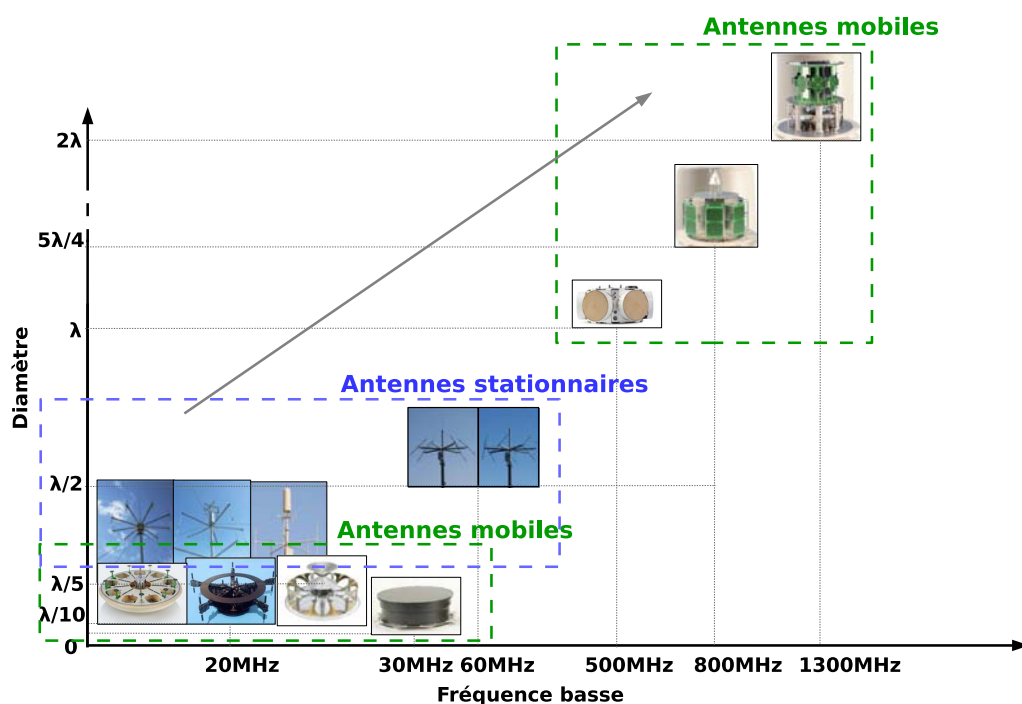 Antennes mobiles
2λ
5λ/4
λ
Diamètre
Antennes stationnaires
λ/2
Antennes mobiles
λ/5
λ/10
0
20MHz
30MHz
60MHz
500MHz
800MHz
1300MHz
Fréquence basse